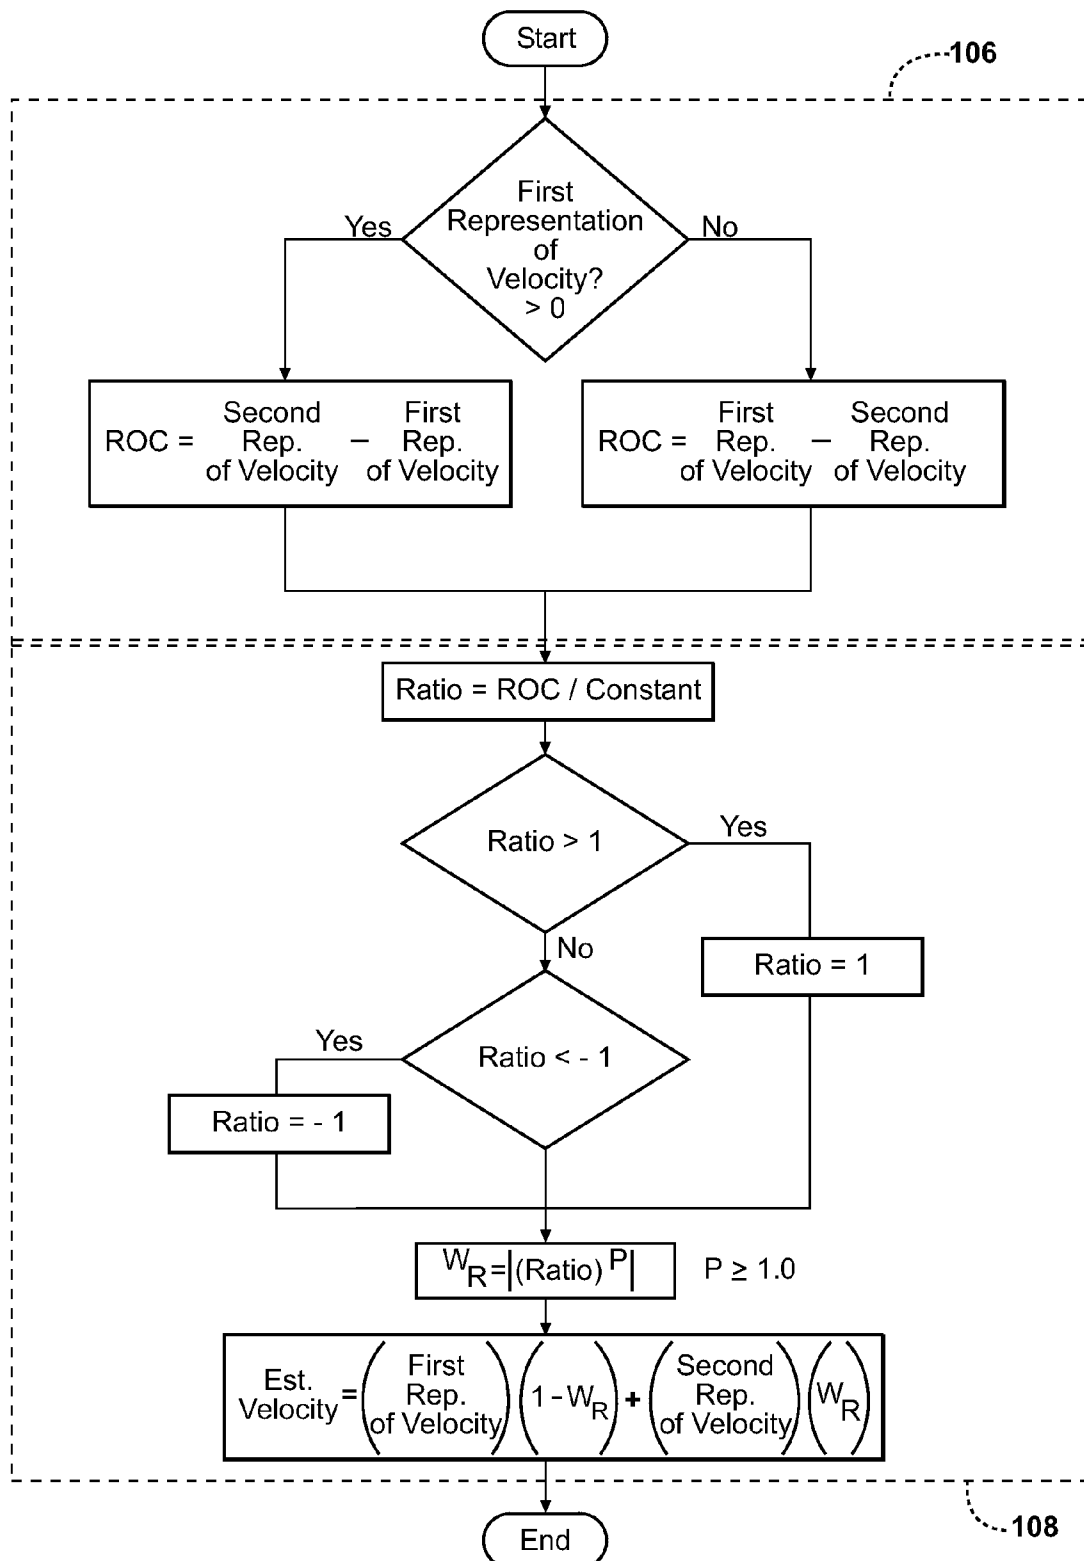 Start
106
First
Representation
of
Velocity?
> 0
Yes
No
ROC = Second Rep. of Velocity – First Rep. of Velocity
ROC = First Rep. of Velocity – Second Rep. of Velocity
Ratio = ROC / Constant
Ratio > 1
Yes
No
Ratio = 1
Ratio < - 1
Yes
Ratio = - 1
W_R=|(Ratio)^P|
P ≥ 1.0
Est. Velocity = (First Rep. of Velocity) (1 – W_R) + (Second Rep. of Velocity) (W_R)
108
End